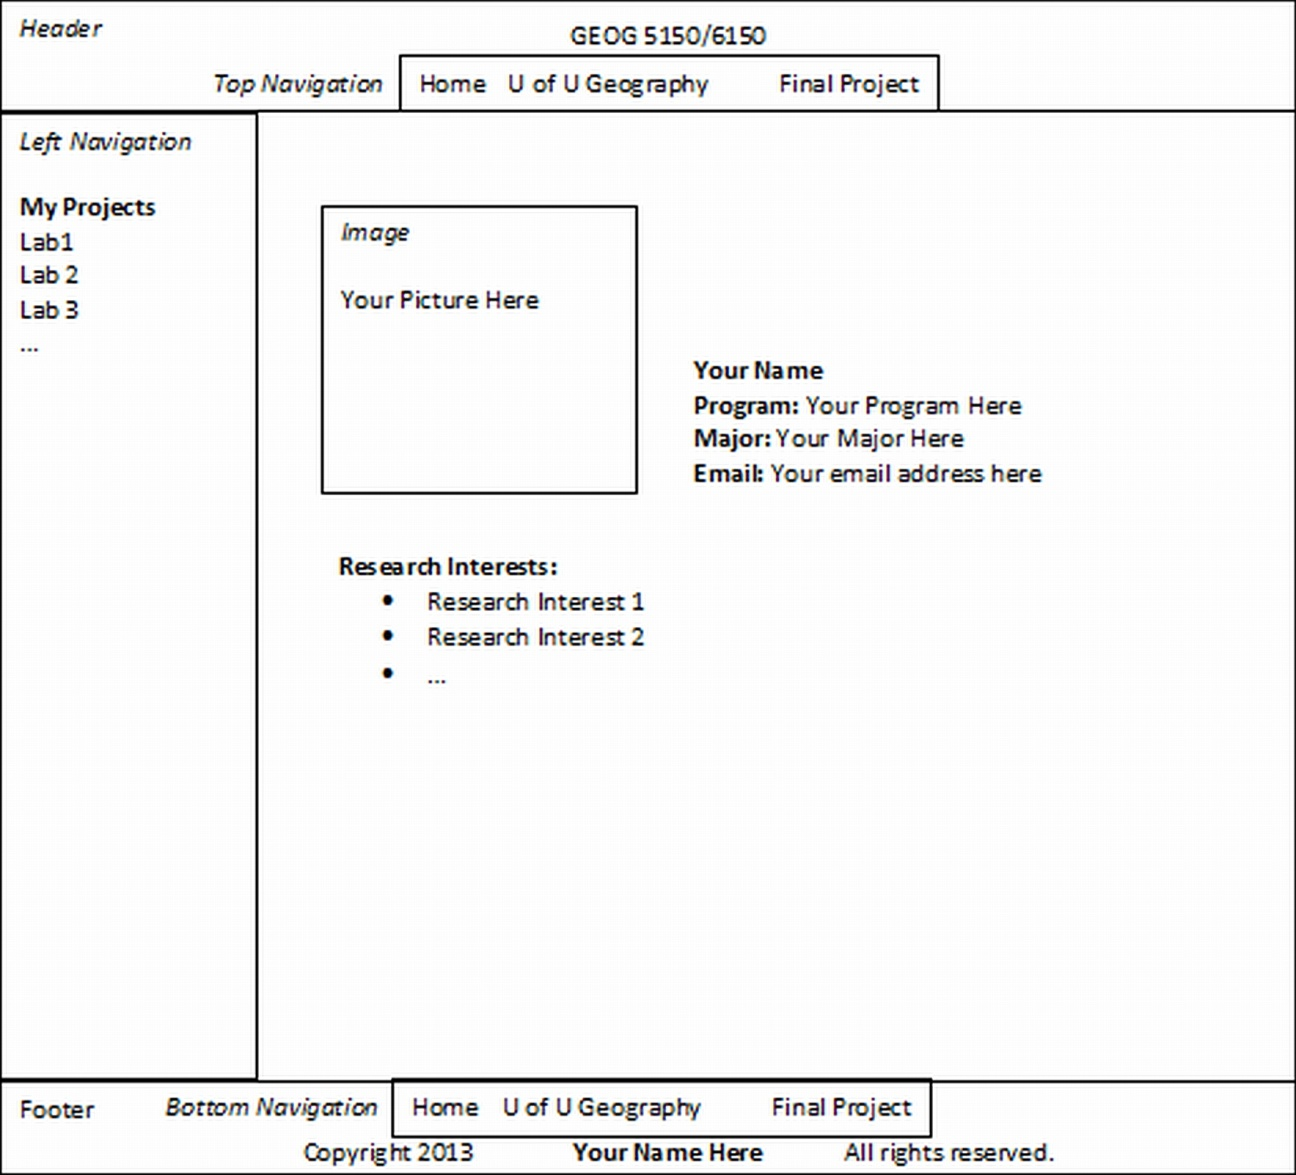 Header
GEOG 5150/6150
Top Navigation Home U of U Geography Final Project
Left Navigation
My Projects
Lab1
Lab 2
Lab 3
...
Image
Your Picture Here
Your Name
Program: Your Program Here
Major: Your Major Here
Email: Your email address here
Research Interests:
• Research Interest 1
• Research Interest 2
• ...
Footer Bottom Navigation Home U of U Geography Final Project
Copyright 2013 Your Name Here All rights reserved.